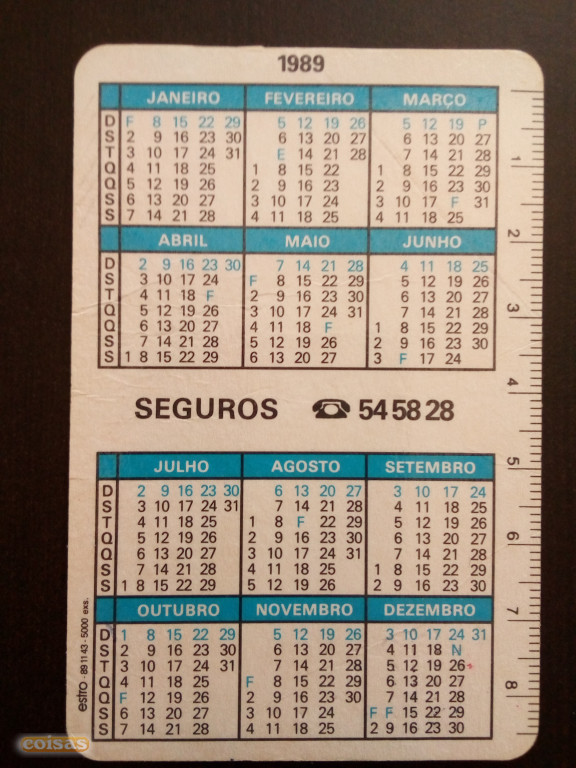 1989
JANEIRO FEVEREIRO MARÇO
D F 8 15 22 29 5 12 19 26 5 12 19 P
S 2 9 16 23 30 6 13 20 27 6 13 20 27
T 3 10 17 24 31 E 14 21 28 7 14 21 28
Q 4 11 18 25 1 8 15 22 1 8 15 22 29
Q 5 12 19 26 2 9 16 23 2 9 16 23 30
S 6 13 20 27 3 10 17 24 3 10 17 F 31
S 7 14 21 28 4 11 18 25 4 11 18 25
ABRIL MAIO JUNHO
D 2 9 16 23 30 7 14 21 28 4 11 18 25
S 3 10 17 24 F 8 15 22 29 5 12 19 26
T 4 11 18 F 2 9 16 23 30 6 13 20 27
Q 5 12 19 26 3 10 17 24 31 7 14 21 28
Q 6 13 20 27 4 11 18 F 1 8 15 22 29
S 7 14 21 28 5 12 19 26 2 9 16 23 30
S 1 8 15 22 29 6 13 20 27 3 F 17 24
SEGUROS ☎ 54 58 28
JULHO AGOSTO SETEMBRO
D 2 9 16 23 30 6 13 20 27 3 10 17 24
S 3 10 17 24 31 7 14 21 28 4 11 18 25
T 4 11 18 25 1 8 F 22 29 5 12 19 26
Q 5 12 19 26 2 9 16 23 30 6 13 20 27
Q 6 13 20 27 3 10 17 24 31 7 14 21 28
S 7 14 21 28 4 11 18 25 1 8 15 22 29
S 1 8 15 22 29 5 12 19 26 2 9 16 23 30
OUTUBRO NOVEMBRO DEZEMBRO
D 1 8 15 22 29 5 12 19 26 3 10 17 24 31
S 2 9 16 23 30 6 13 20 27 4 11 18 N
T 3 10 17 24 31 7 14 21 28 5 12 19 26
Q 4 11 18 25 F 8 15 22 29 6 13 20 27
Q F 12 19 26 2 9 16 23 30 7 14 21 28
S 6 13 20 27 3 10 17 24 F F 15 22 29
S 7 14 21 28 4 11 18 25 2 9 16 23 30
1
2
3
4
5
6
7
8
estro - 89 11 43 - 5000 exs.
coisas